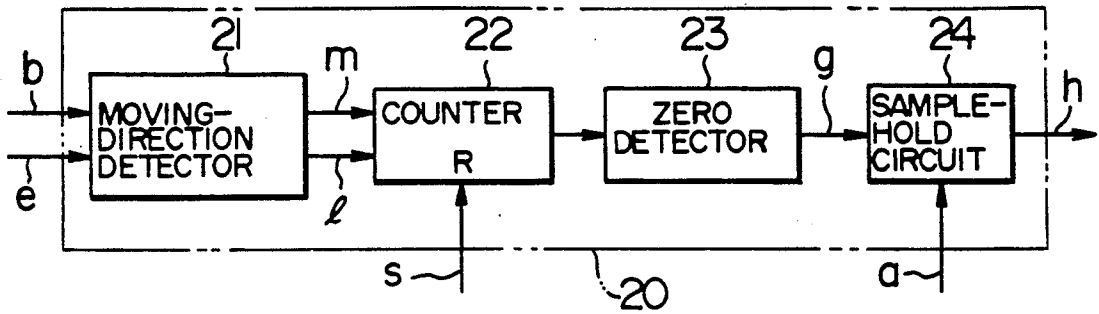 21
22
23
24
b
m
g
h
MOVING-
DIRECTION
DETECTOR
COUNTER
R
ZERO
DETECTOR
SAMPLE-
HOLD
CIRCUIT
e
l
s
a
20